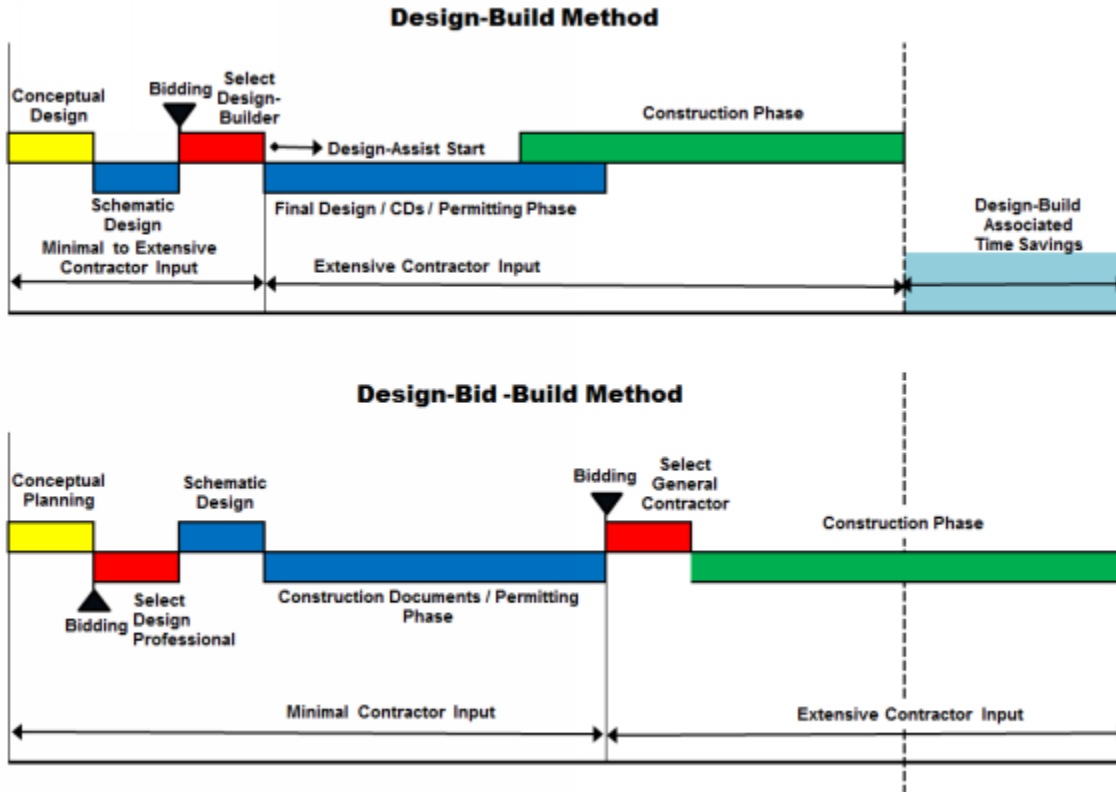 Design-Build Method
Conceptual
Design
Bidding
Select
Design-
Builder
Design-Assist Start
Construction Phase
Schematic
Design
Final Design / CDs / Permitting Phase
Minimal to Extensive
Contractor Input
Extensive Contractor Input
Design-Build
Associated
Time Savings
Design-Bid -Build Method
Conceptual
Planning
Schematic
Design
Bidding
Select
General
Contractor
Construction Phase
Bidding
Select
Design
Professional
Construction Documents / Permitting
Phase
Minimal Contractor Input
Extensive Contractor Input